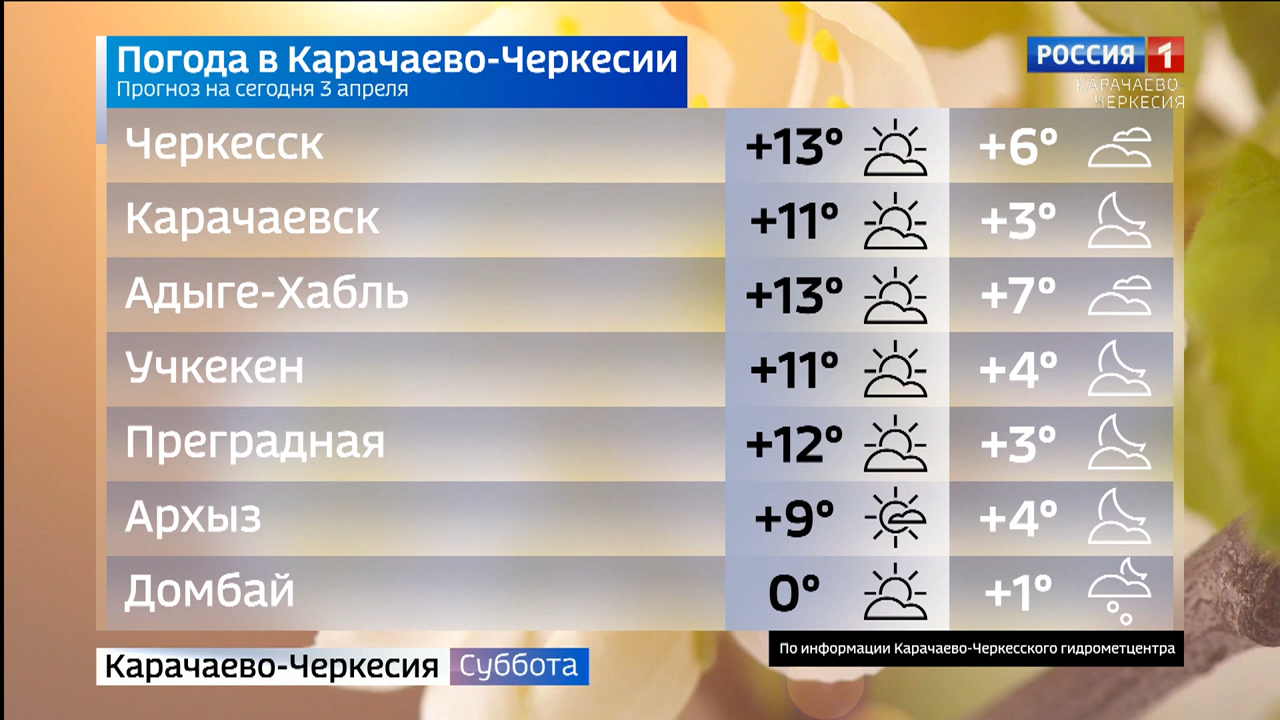 Погода в Карачаево-Черкесии
Прогноз на сегодня 3 апреля
РОССИЯ 1
КАРАЧАЕВО-
ЧЕРКЕСИЯ
Черкесск +13° +6°
Карачаевск +11° +3°
Адыге-Хабль +13° +7°
Учкекен +11° +4°
Преградная +12° +3°
Архыз +9° +4°
Домбай 0° +1°
По информации Карачаево-Черкесского гидрометцентра
Карачаево-Черкесия Суббота